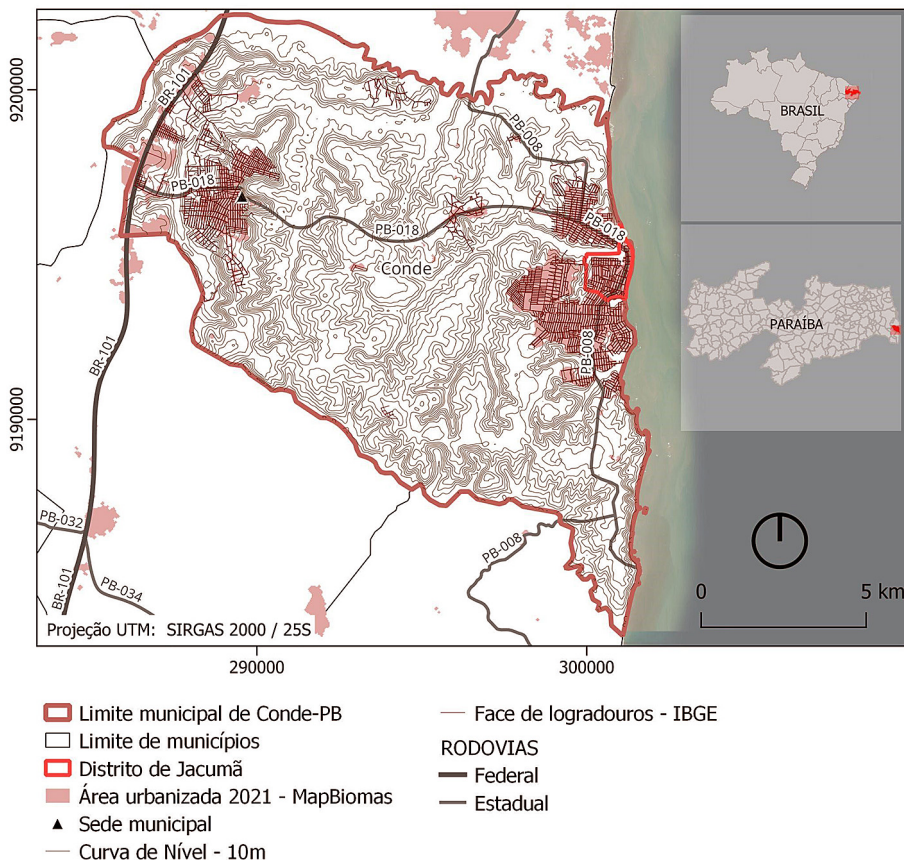 9200000
9190000
BR-101
PB-008
PB-018
PB-018
PB-018
Conde
PB-008
BR-101
PB-032
PB-008
BR-101
PB-034
BRASIL
PARAÍBA
0 5 km
Projeção UTM: SIRGAS 2000 / 25S
290000 300000
Limite municipal de Conde-PB
Limite de municípios
Distrito de Jacumã
Área urbanizada 2021 - MapBiomas
Sede municipal
Curva de Nível - 10m
Face de logradouros - IBGE
RODOVIAS
Federal
Estadual